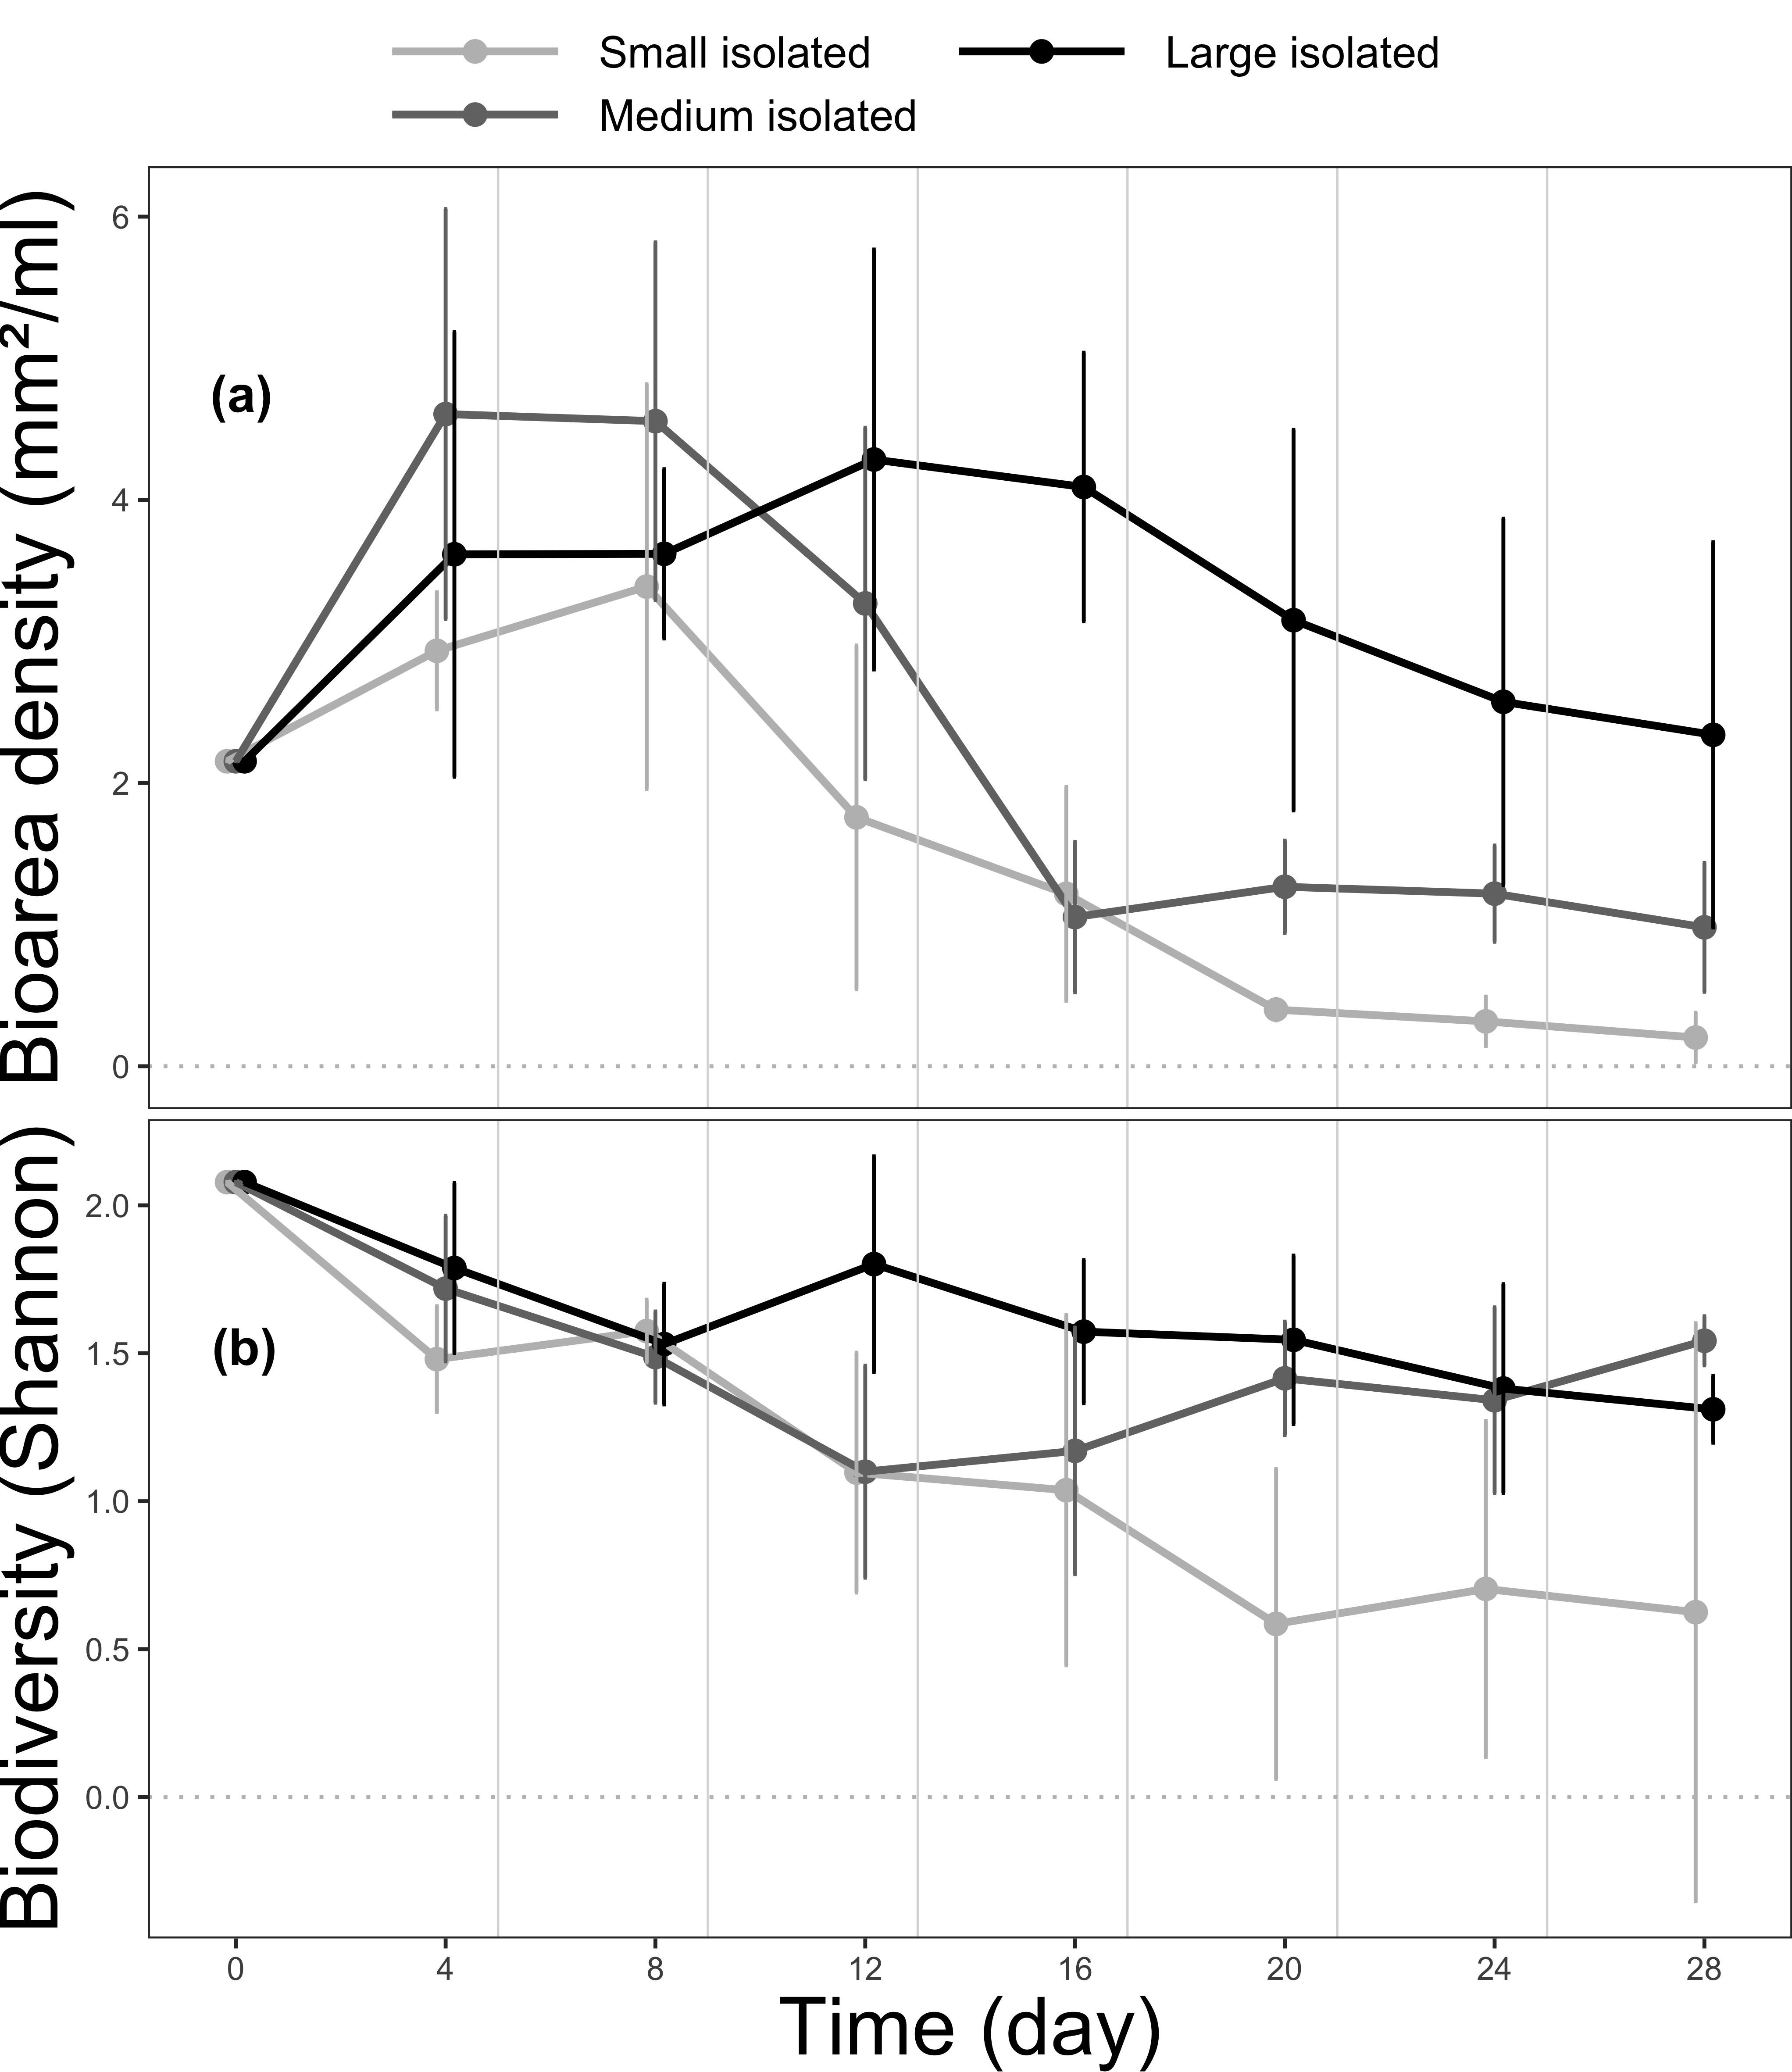 Small isolated
Large isolated
Medium isolated
Bioarea density (mm²/ml)
6
4
2
0
(a)
Biodiversity (Shannon)
2.0
1.5
1.0
0.5
0.0
(b)
0 4 8 12 16 20 24 28
Time (day)